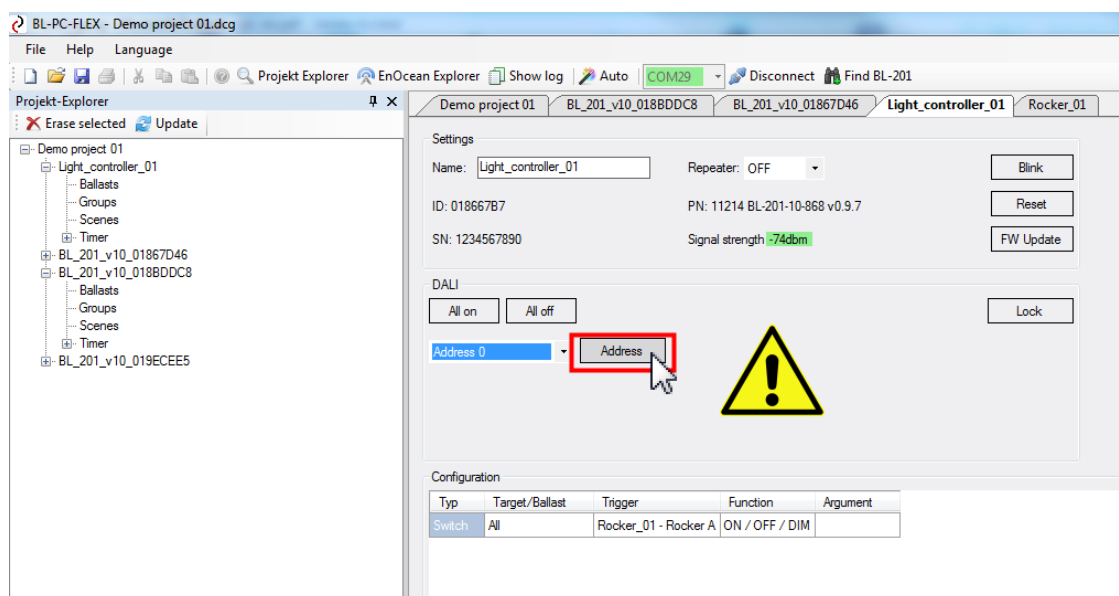 BL-PC-FLEX - Demo project 01.dcg
File Help Language
Projekt Explorer EnOcean Explorer Show log Auto COM29 Disconnect Find BL-201
Projekt-Explorer
Erase selected Update
Demo project 01
Light_controller_01
Ballasts
Groups
Scenes
Timer
BL_201_v10_01867D46
BL_201_v10_018BDDC8
Ballasts
Groups
Scenes
Timer
BL_201_v10_019ECEE5
Demo project 01 BL_201_v10_018BDDC8 BL_201_v10_01867D46 Light_controller_01 Rocker_01
Settings
Name: Light_controller_01 Repeater: OFF Blink
ID: 018667B7 PN: 11214 BL-201-10-868 v0.9.7 Reset
SN: 1234567890 Signal strength -74dbm FW Update
DALI
All on All off Lock
Address 0 Address
Configuration
Typ Target/Ballast Trigger Function Argument
Switch All Rocker_01 - Rocker A ON / OFF / DIM